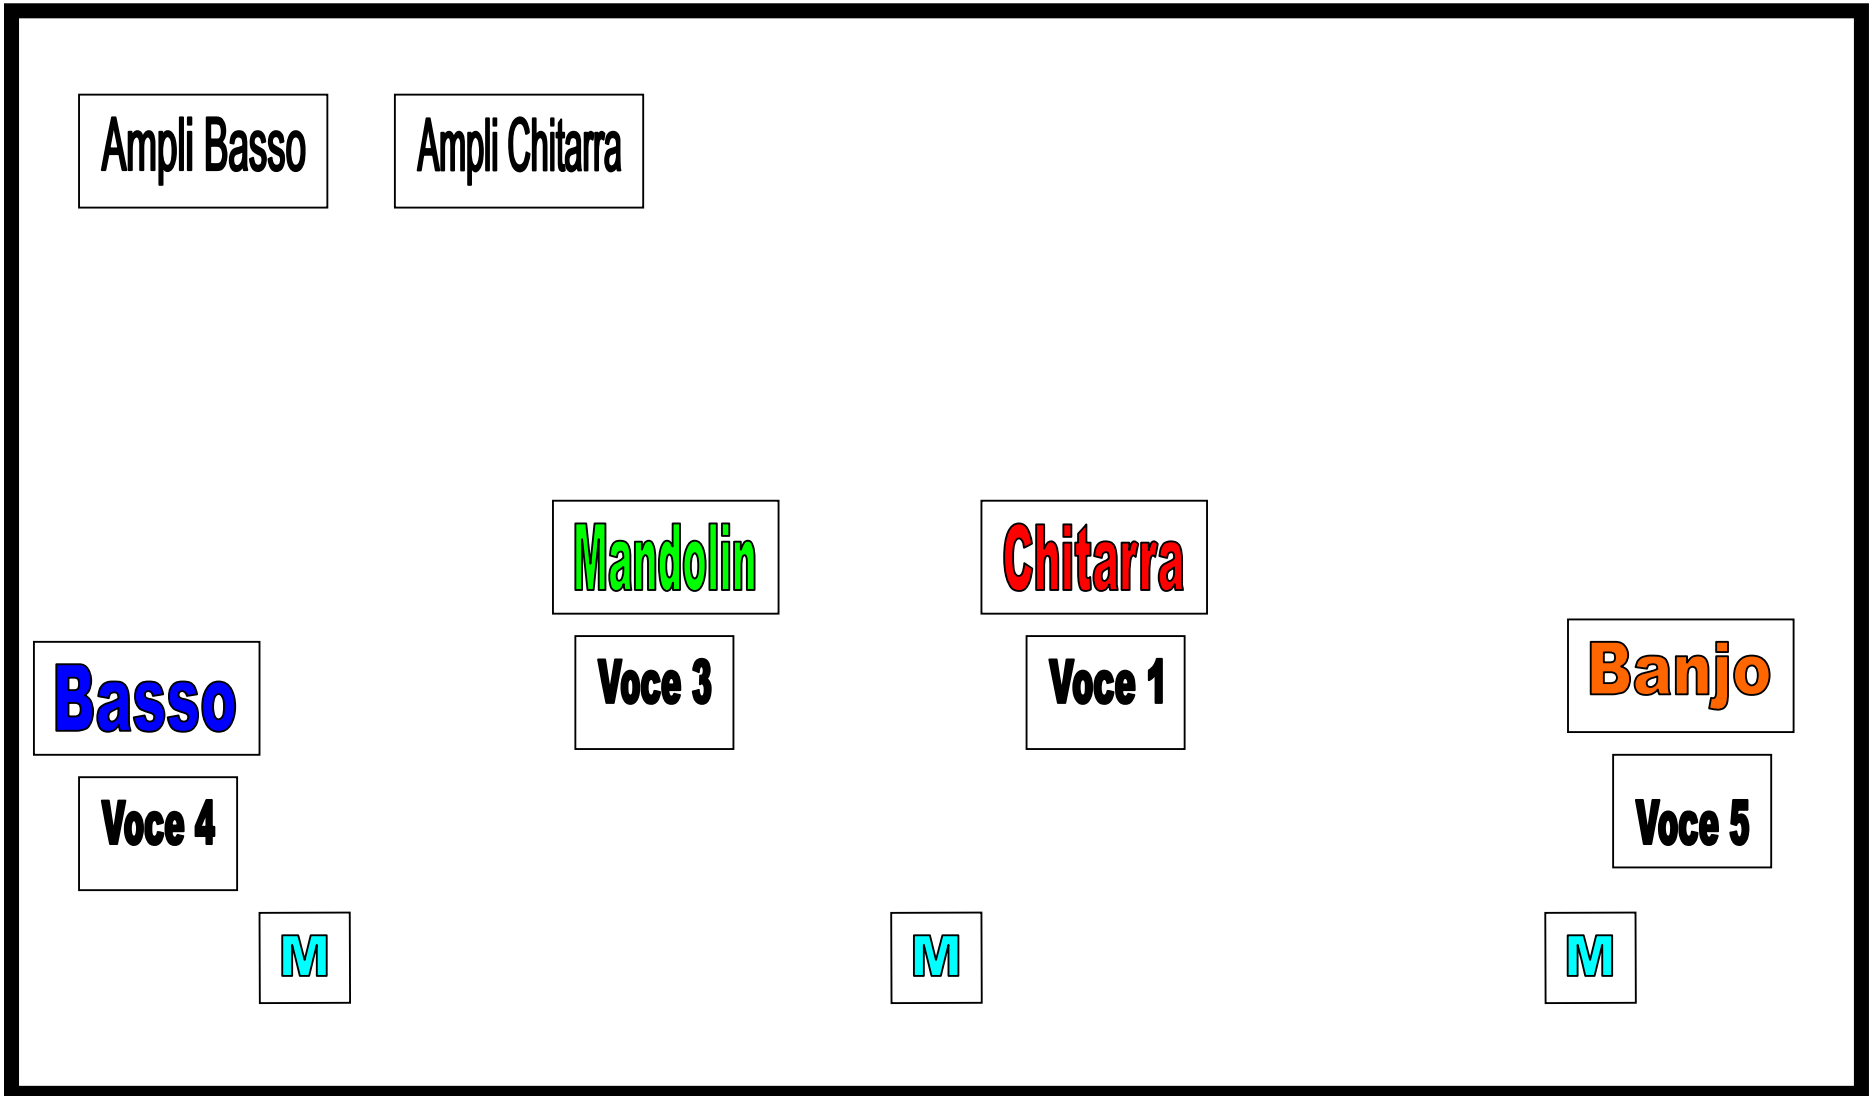 Ampli Basso
Ampli Chitarra
Mandolin
Chitarra
Basso
Banjo
Voce 3
Voce 1
Voce 4
Voce 5
M
M
M